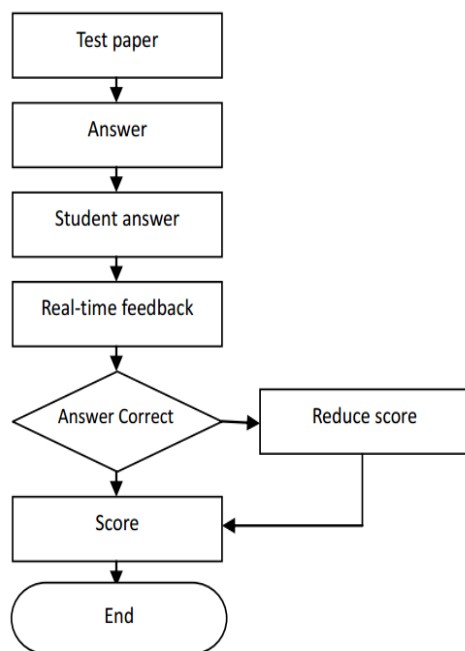 Test paper
Answer
Student answer
Real-time feedback
Answer Correct
Reduce score
Score
End